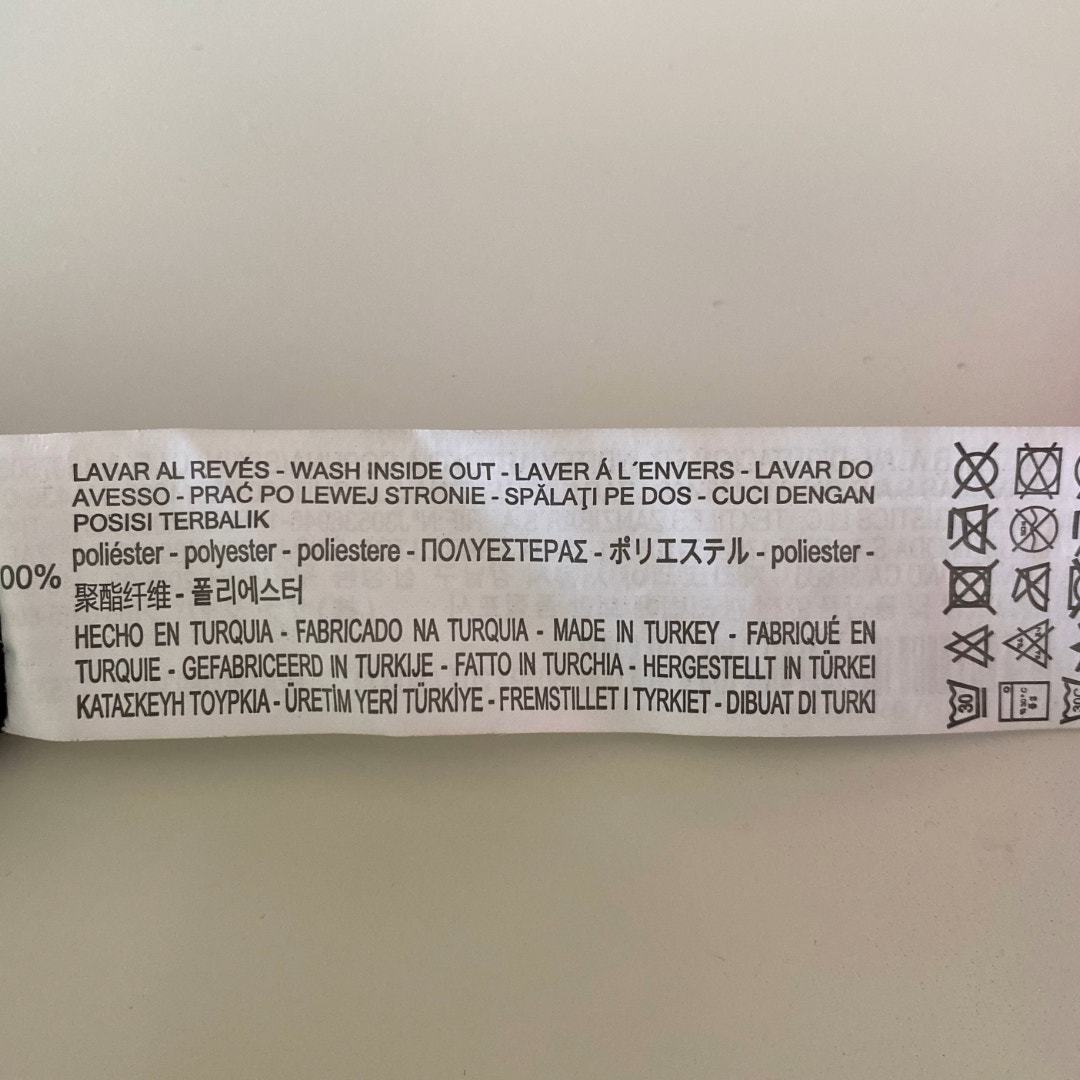 LAVAR AL REVÉS - WASH INSIDE OUT - LAVER Á L´ENVERS - LAVAR DO
AVESSO - PRAĆ PO LEWEJ STRONIE - SPĂLAŢI PE DOS - CUCI DENGAN
POSISI TERBALIK
poliéster - polyester - poliestere - ΠΟΛΥΕΣΤΕΡΑΣ - ポリエステル - poliester -
00% 聚酯纤维 - 폴리에스터
HECHO EN TURQUIA - FABRICADO NA TURQUIA - MADE IN TURKEY - FABRIQUÉ EN
TURQUIE - GEFABRICEERD IN TURKIJE - FATTO IN TURCHIA - HERGESTELLT IN TÜRKEI
ΚΑΤΑΣΚΕΥΗ ΤΟΥΡΚΙΑ - ÜRETİM YERİ TÜRKİYE - FREMSTILLET I TYRKIET - DIBUAT DI TURKI
30
30